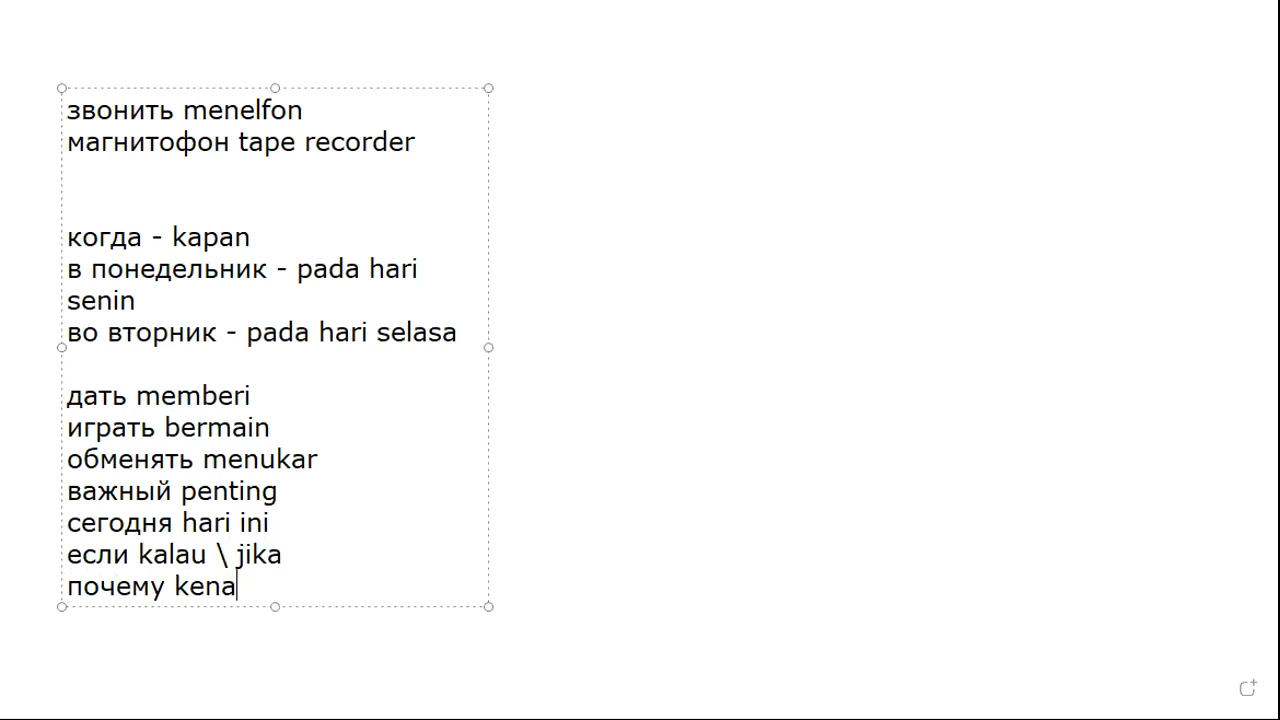 звонить menelfon
магнитофон tape recorder
когда - kapan
в понедельник - pada hari
senin
во вторник - pada hari selasa
дать memberi
играть bermain
обменять menukar
важный penting
сегодня hari ini
если kalau \ jika
почему kena